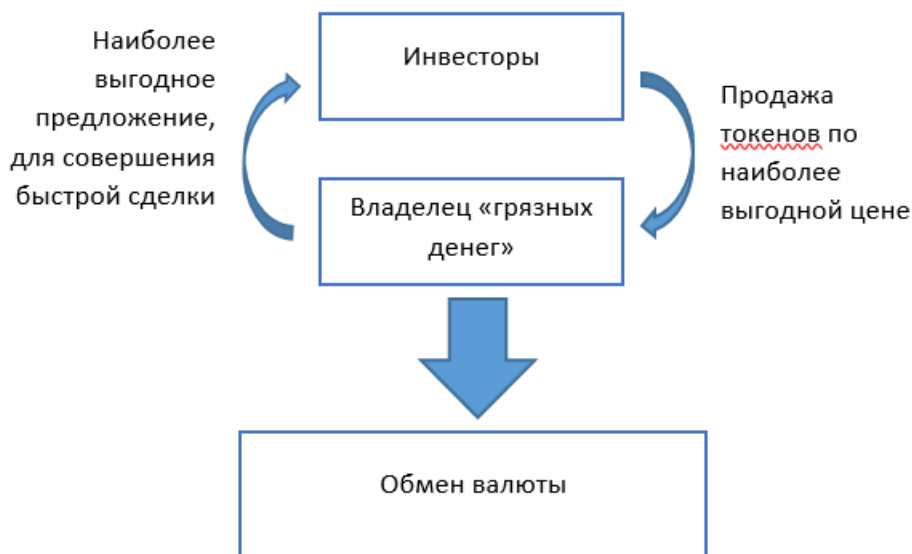 Наиболее
выгодное
предложение,
для совершения
быстрой сделки
Инвесторы
Продажа
токенов по
наиболее
выгодной цене
Владелец «грязных
денег»
Обмен валюты